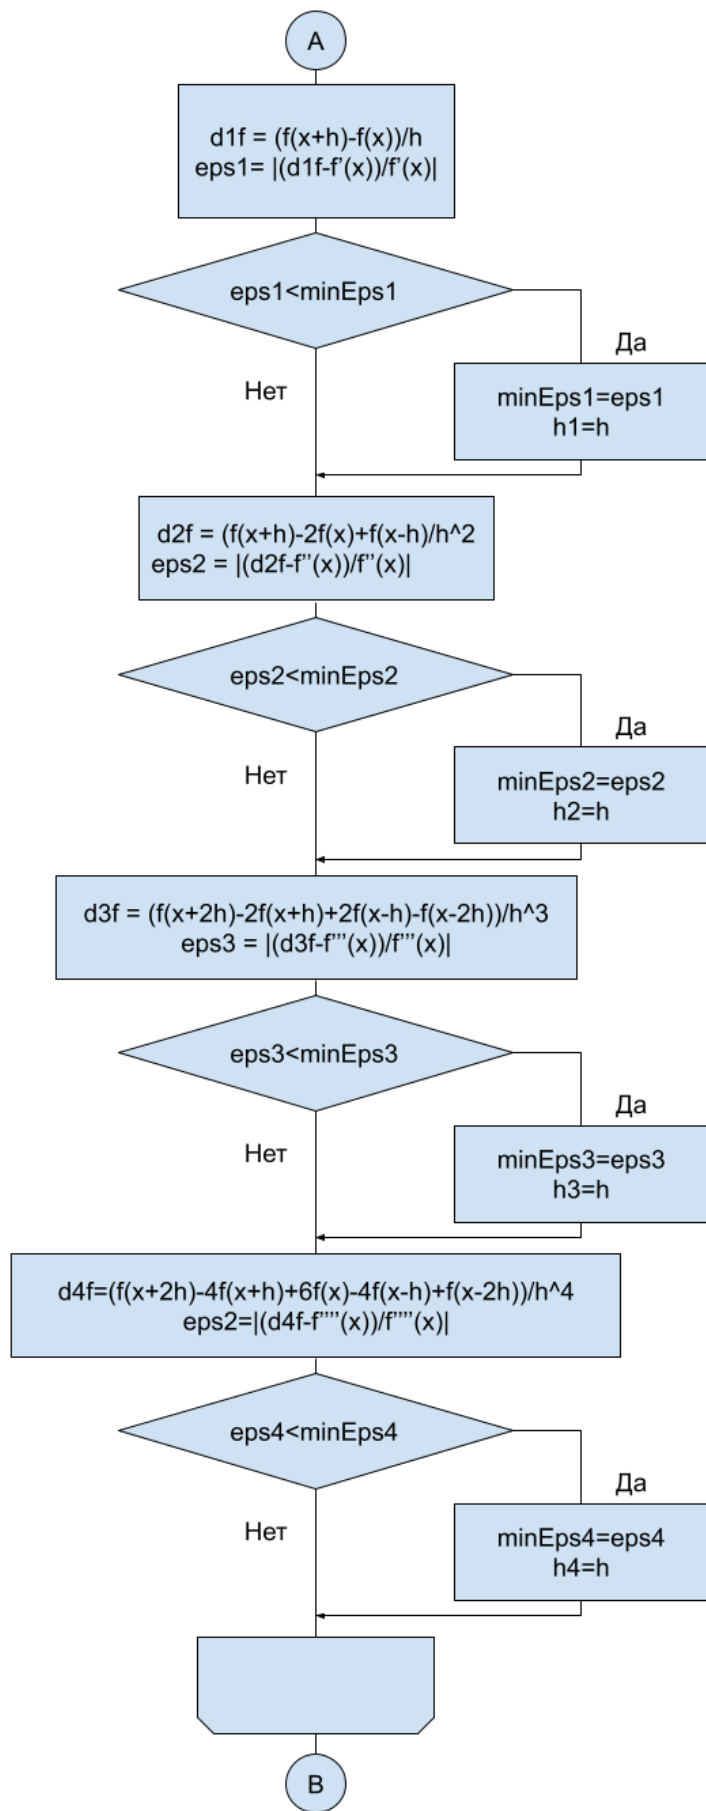 A
d1f = (f(x+h)-f(x))/h
eps1= |(d1f-f'(x))/f'(x)|
eps1<minEps1
Да
Нет
minEps1=eps1
h1=h
d2f = (f(x+h)-2f(x)+f(x-h)/h^2
eps2 = |(d2f-f''(x))/f''(x)|
eps2<minEps2
Да
Нет
minEps2=eps2
h2=h
d3f = (f(x+2h)-2f(x+h)+2f(x-h)-f(x-2h))/h^3
eps3 = |(d3f-f'''(x))/f'''(x)|
eps3<minEps3
Да
Нет
minEps3=eps3
h3=h
d4f=(f(x+2h)-4f(x+h)+6f(x)-4f(x-h)+f(x-2h))/h^4
eps2=|(d4f-f''''(x))/f''''(x)|
eps4<minEps4
Да
Нет
minEps4=eps4
h4=h
B